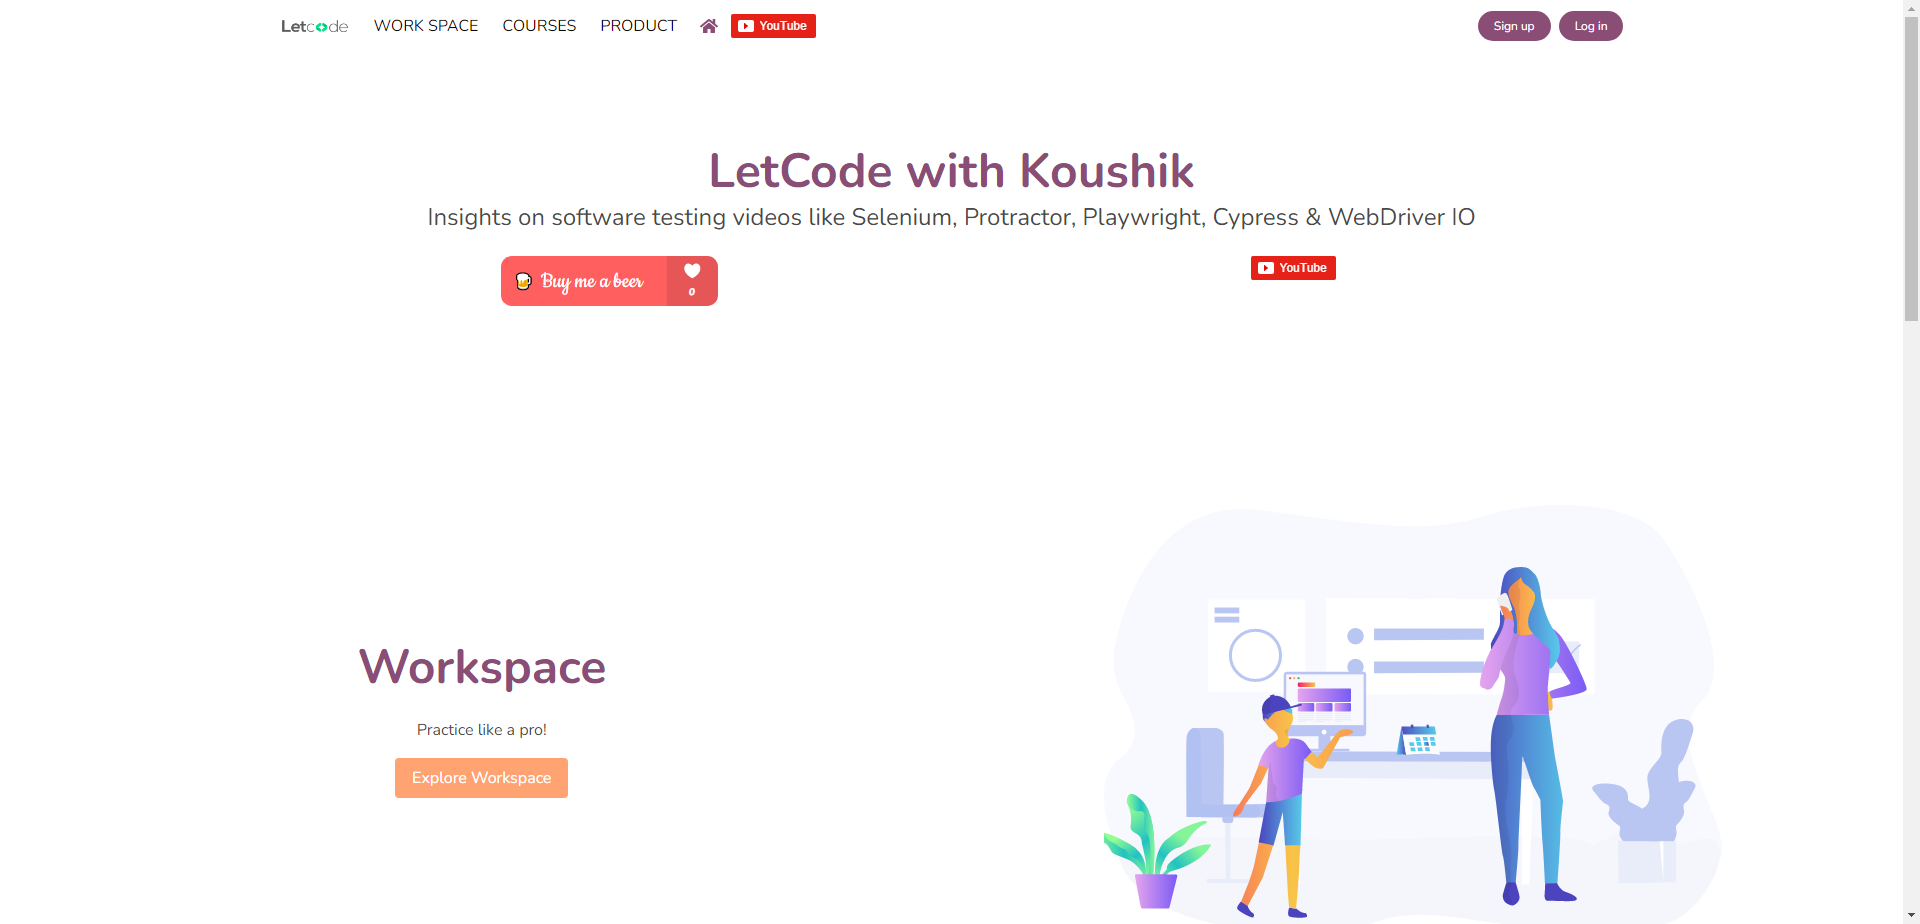 Letcode WORK SPACE COURSES PRODUCT YouTube Sign up Log in
LetCode with Koushik
Insights on software testing videos like Selenium, Protractor, Playwright, Cypress & WebDriver IO
Buy me a beer 0 YouTube
Workspace
Practice like a pro!
Explore Workspace